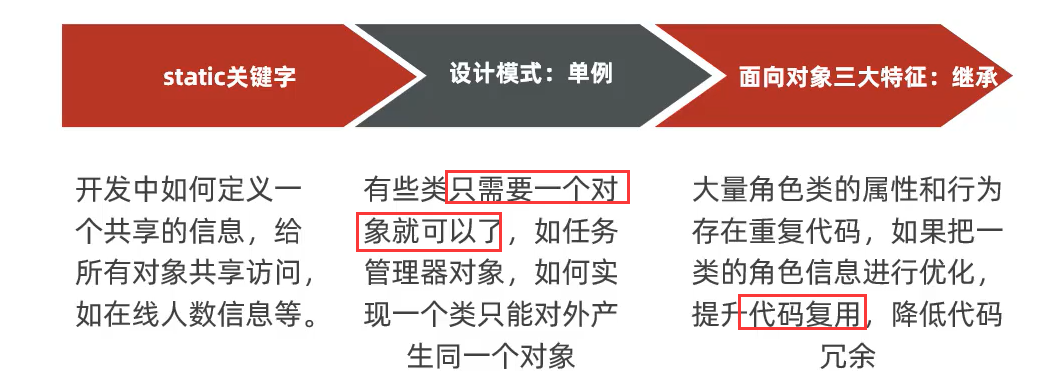 static关键字
设计模式：单例
面向对象三大特征：继承
开发中如何定义一
个共享的信息，给
所有对象共享访问，
如在线人数信息等。
有些类只需要一个对
象就可以了，如任务
管理器对象，如何实
现一个类只能对外产
生同一个对象
大量角色类的属性和行为
存在重复代码，如果把一
类的角色信息进行优化，
提升代码复用，降低代码
冗余